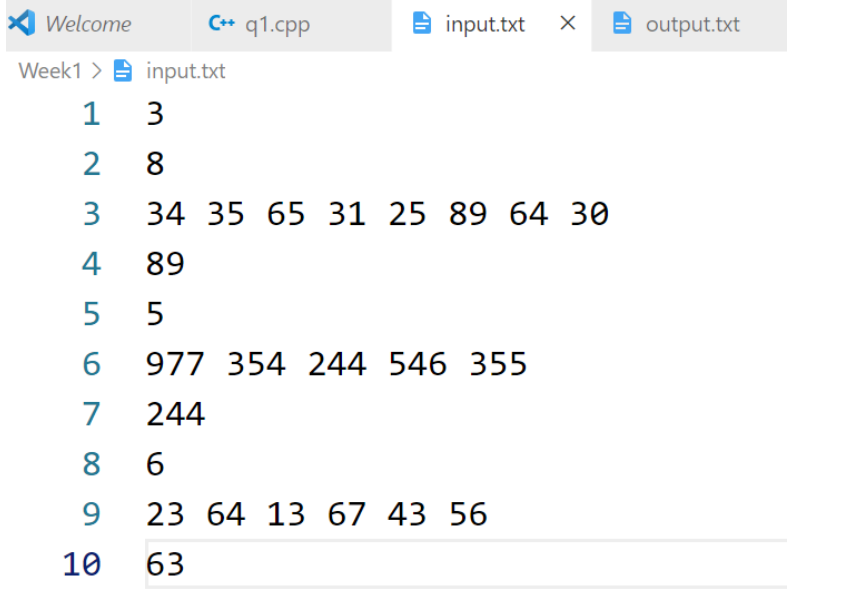 Welcome C++ q1.cpp input.txt × output.txt
Week1 > input.txt
1 3
2 8
3 34 35 65 31 25 89 64 30
4 89
5 5
6 977 354 244 546 355
7 244
8 6
9 23 64 13 67 43 56
10 63